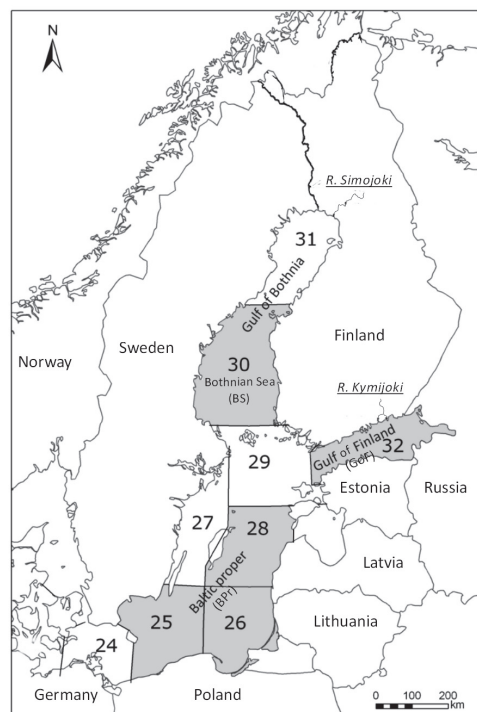 N
R. Simojoki
31
Gulf of Bothnia
Norway
Sweden
30
Bothnian Sea
(BS)
Finland
R. Kymijoki
Gulf of Finland
(GoF)
32
29
Estonia
Russia
27
28
Baltic proper
(BPr)
Latvia
25
26
Lithuania
24
Germany
Poland
0 100 200
km